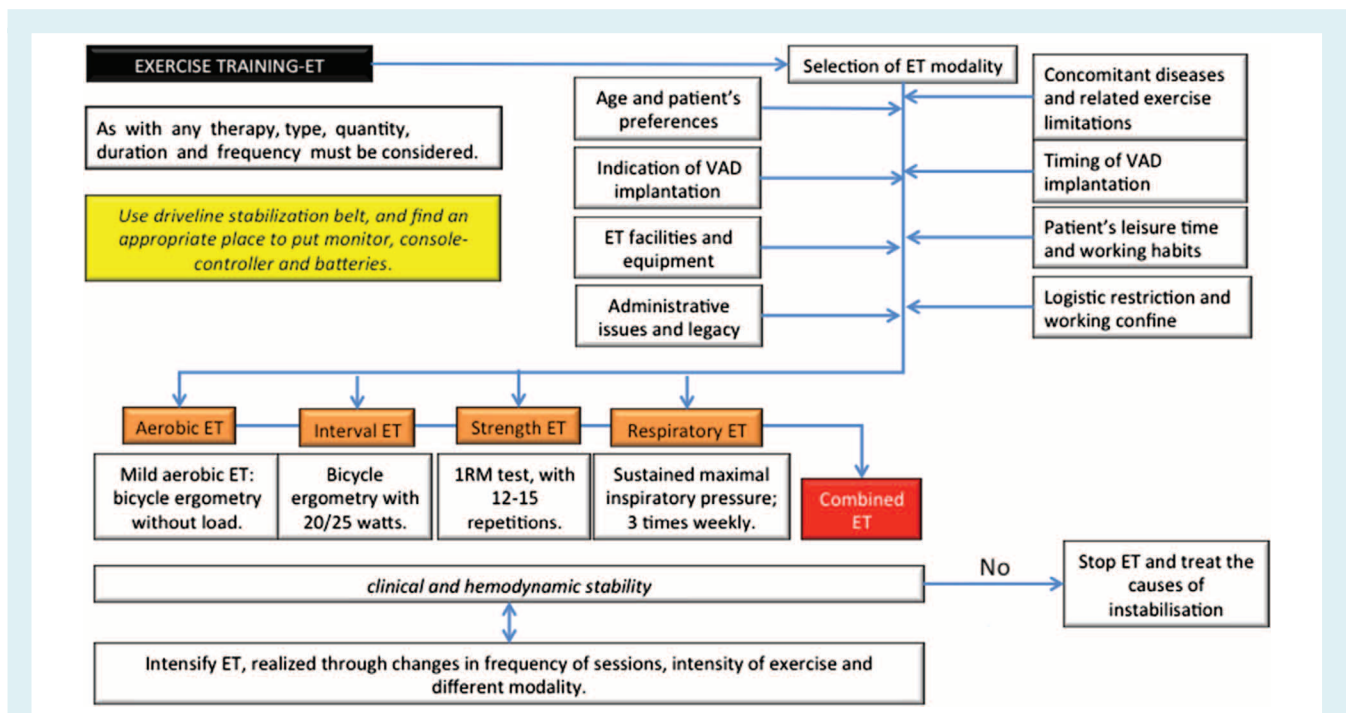 EXERCISE TRAINING-ET
Selection of ET modality
As with any therapy, type, quantity,
duration and frequency must be considered.
Use driveline stabilization belt, and find an
appropriate place to put monitor, console-
controller and batteries.
Age and patient's
preferences
Concomitant diseases
and related exercise
limitations
Indication of VAD
implantation
Timing of VAD
implantation
ET facilities and
equipment
Patient's leisure time
and working habits
Administrative
issues and legacy
Logistic restriction and
working confine
Aerobic ET
Interval ET
Strength ET
Respiratory ET
Mild aerobic ET:
bicycle ergometry
without load.
Bicycle
ergometry with
20/25 watts.
1RM test, with
12-15
repetitions.
Sustained maximal
inspiratory pressure;
3 times weekly.
Combined
ET
clinical and hemodynamic stability
No
Stop ET and treat the
causes of
instabilisation
Intensify ET, realized through changes in frequency of sessions, intensity of exercise and
different modality.